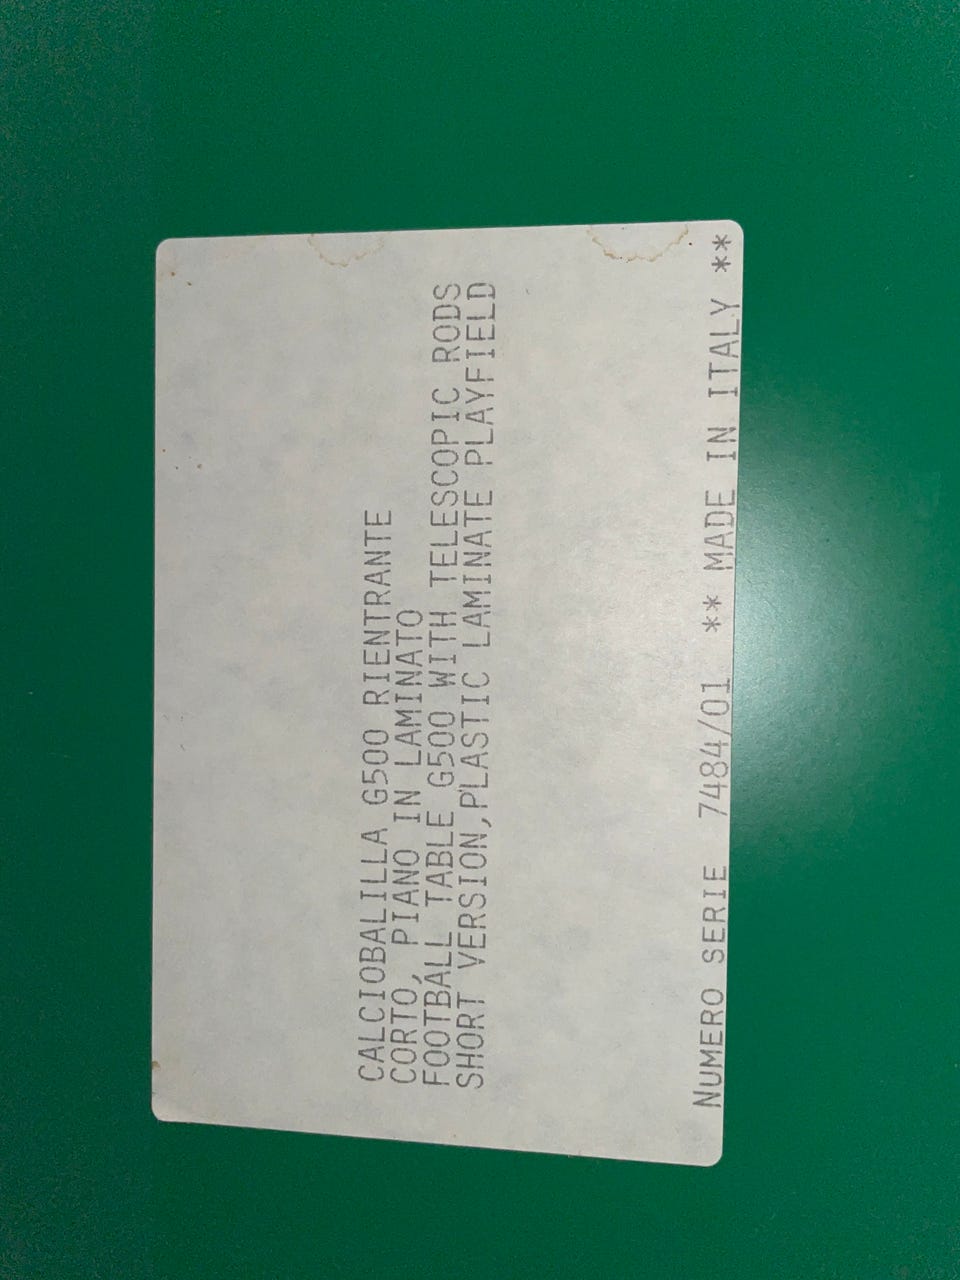 CALCIOBALILLA G500 RIENTRANTE
CORTO, PIANO IN LAMINATO
FOOTBALL TABLE G500 WITH TELESCOPIC RODS
SHORT VERSION,PLASTIC LAMINATE PLAYFIELD
NUMERO SERIE 7484/01 ** MADE IN ITALY **